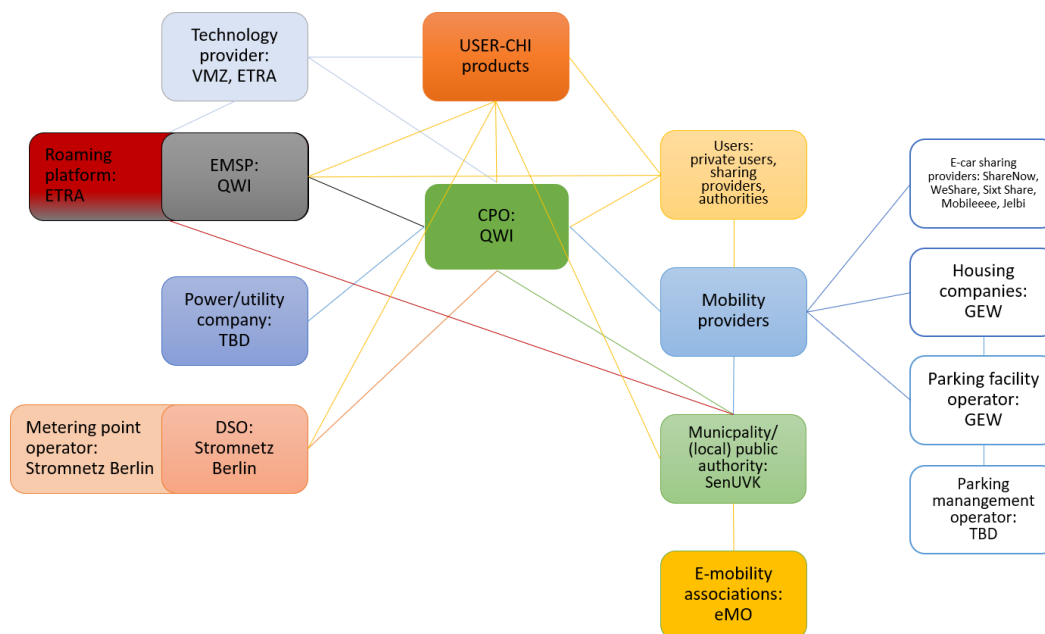 Technology
provider:
VMZ, ETRA
USER-CHI
products
Roaming
platform:
ETRA
EMSP:
QWI
Users:
private users,
sharing
providers,
authorities
E-car sharing
providers: ShareNow,
WeShare, Sixt Share,
Mobileeee, Jelbi
CPO:
QWI
Housing
companies:
GEW
Power/utility
company:
TBD
Mobility
providers
Parking facility
operator:
GEW
Metering point
operator:
Stromnetz Berlin
DSO:
Stromnetz
Berlin
Municpality/
(local) public
authority:
SenUVK
Parking
manangement
operator:
TBD
E-mobility
associations:
eMO